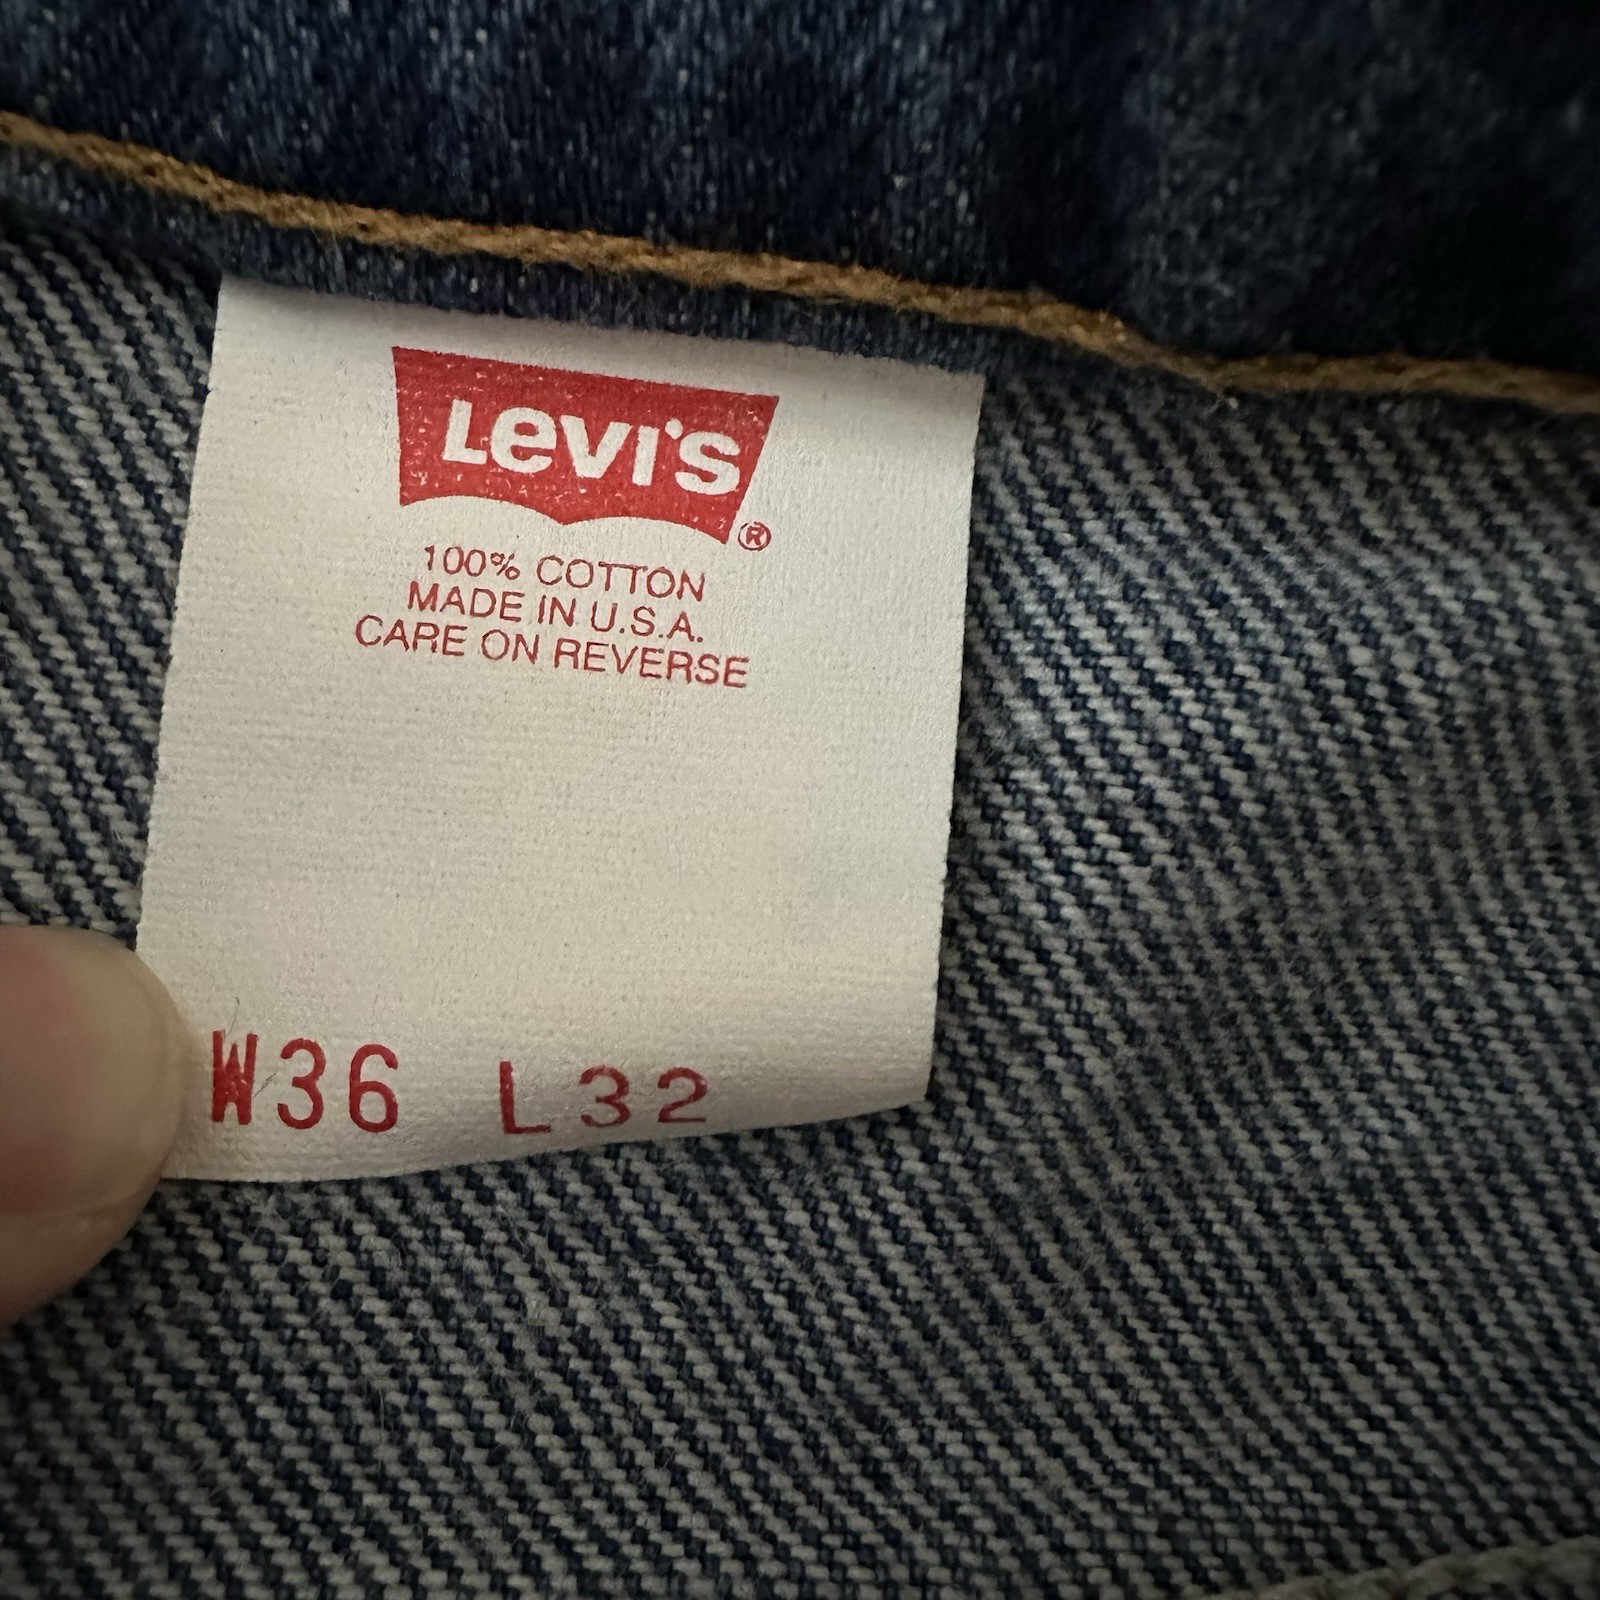 LEVI'S
®
100% COTTON
MADE IN U.S.A.
CARE ON REVERSE
W36 L32